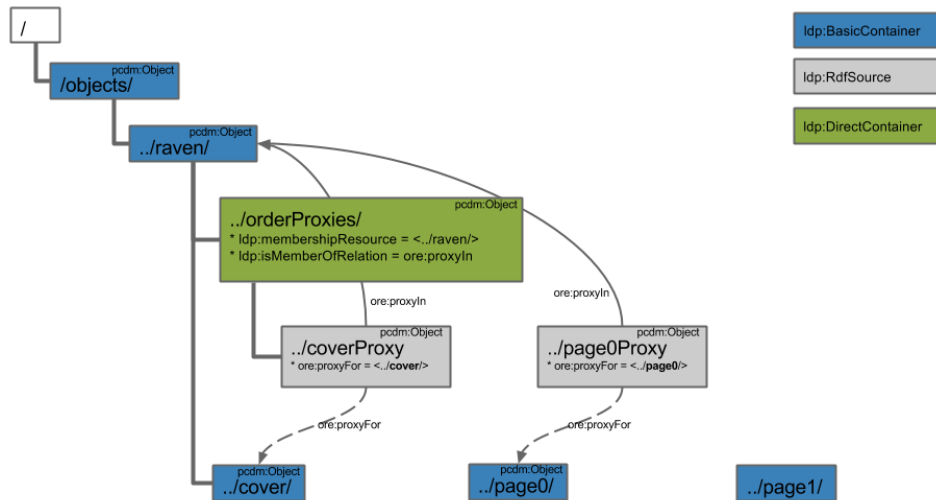 /
pcdm:Object
/objects/
pcdm:Object
../raven/
pcdm:Object
../orderProxies/
* ldp:membershipResource = <../raven/>
* ldp:isMemberOfRelation = ore:proxyIn
ore:proxyIn
ore:proxyIn
pcdm:Object
../coverProxy
* ore:proxyFor = <../cover/>
pcdm:Object
../page0Proxy
* ore:proxyFor = <../page0/>
ore:proxyFor
ore:proxyFor
pcdm:Object
../cover/
pcdm:Object
../page0/
../page1/
ldp:BasicContainer
ldp:RdfSource
ldp:DirectContainer